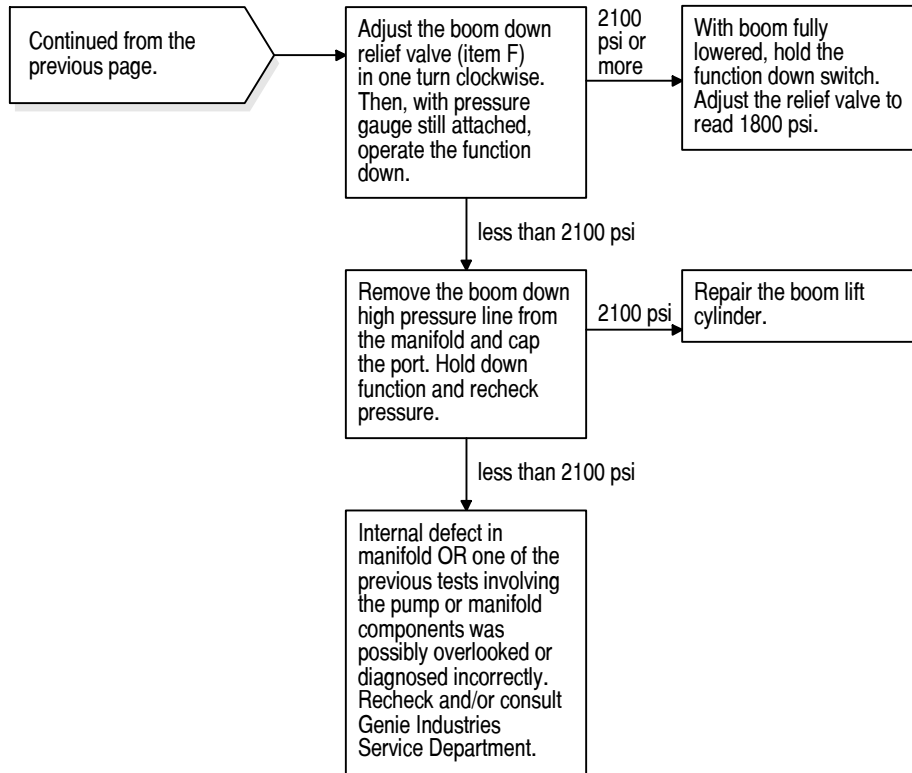 Continued from the
previous page.
Adjust the boom down
relief valve (item F)
in one turn clockwise.
Then, with pressure
gauge still attached,
operate the function
down.
2100
psi or
more
With boom fully
lowered, hold the
function down switch.
Adjust the relief valve to
read 1800 psi.
less than 2100 psi
Remove the boom down
high pressure line from
the manifold and cap
the port. Hold down
function and recheck
pressure.
2100 psi
Repair the boom lift
cylinder.
less than 2100 psi
Internal defect in
manifold OR one of the
previous tests involving
the pump or manifold
components was
possibly overlooked or
diagnosed incorrectly.
Recheck and/or consult
Genie Industries
Service Department.